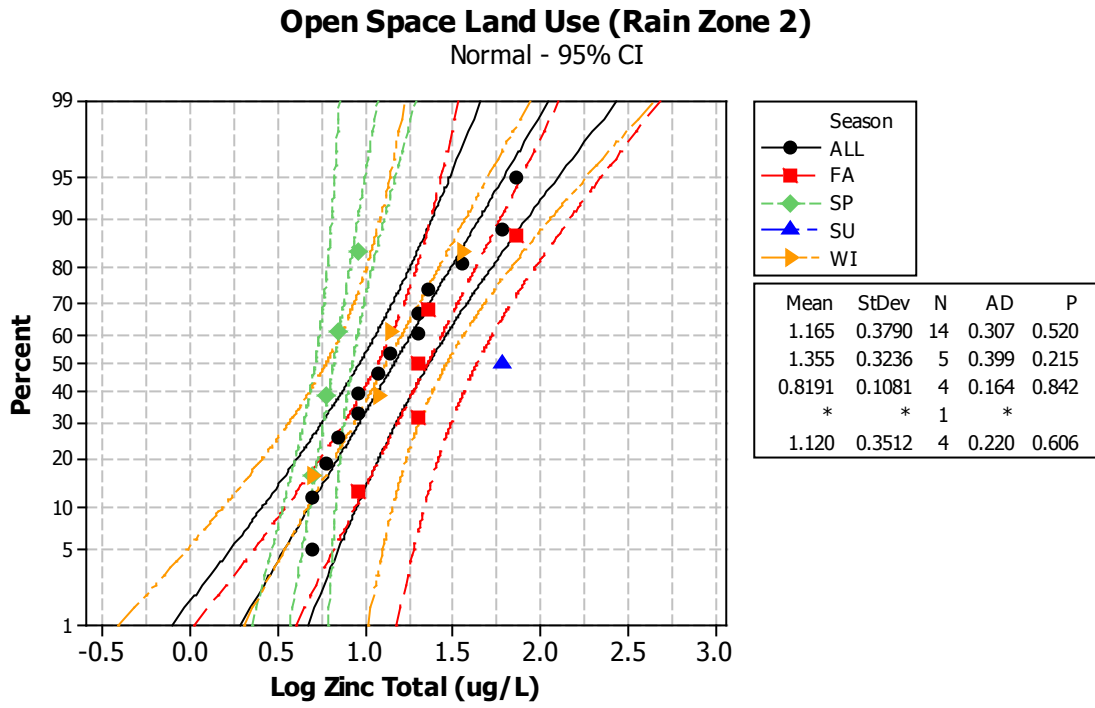 Open Space Land Use (Rain Zone 2)
Normal - 95% CI
99
95
90
80
70
60
50
40
30
20
10
5
1
Percent
-0.5 0.0 0.5 1.0 1.5 2.0 2.5 3.0
Log Zinc Total (ug/L)
Season
ALL
FA
SP
SU
WI
Mean StDev N AD P
1.165 0.3790 14 0.307 0.520
1.355 0.3236 5 0.399 0.215
0.8191 0.1081 4 0.164 0.842
* * 1 *
1.120 0.3512 4 0.220 0.606